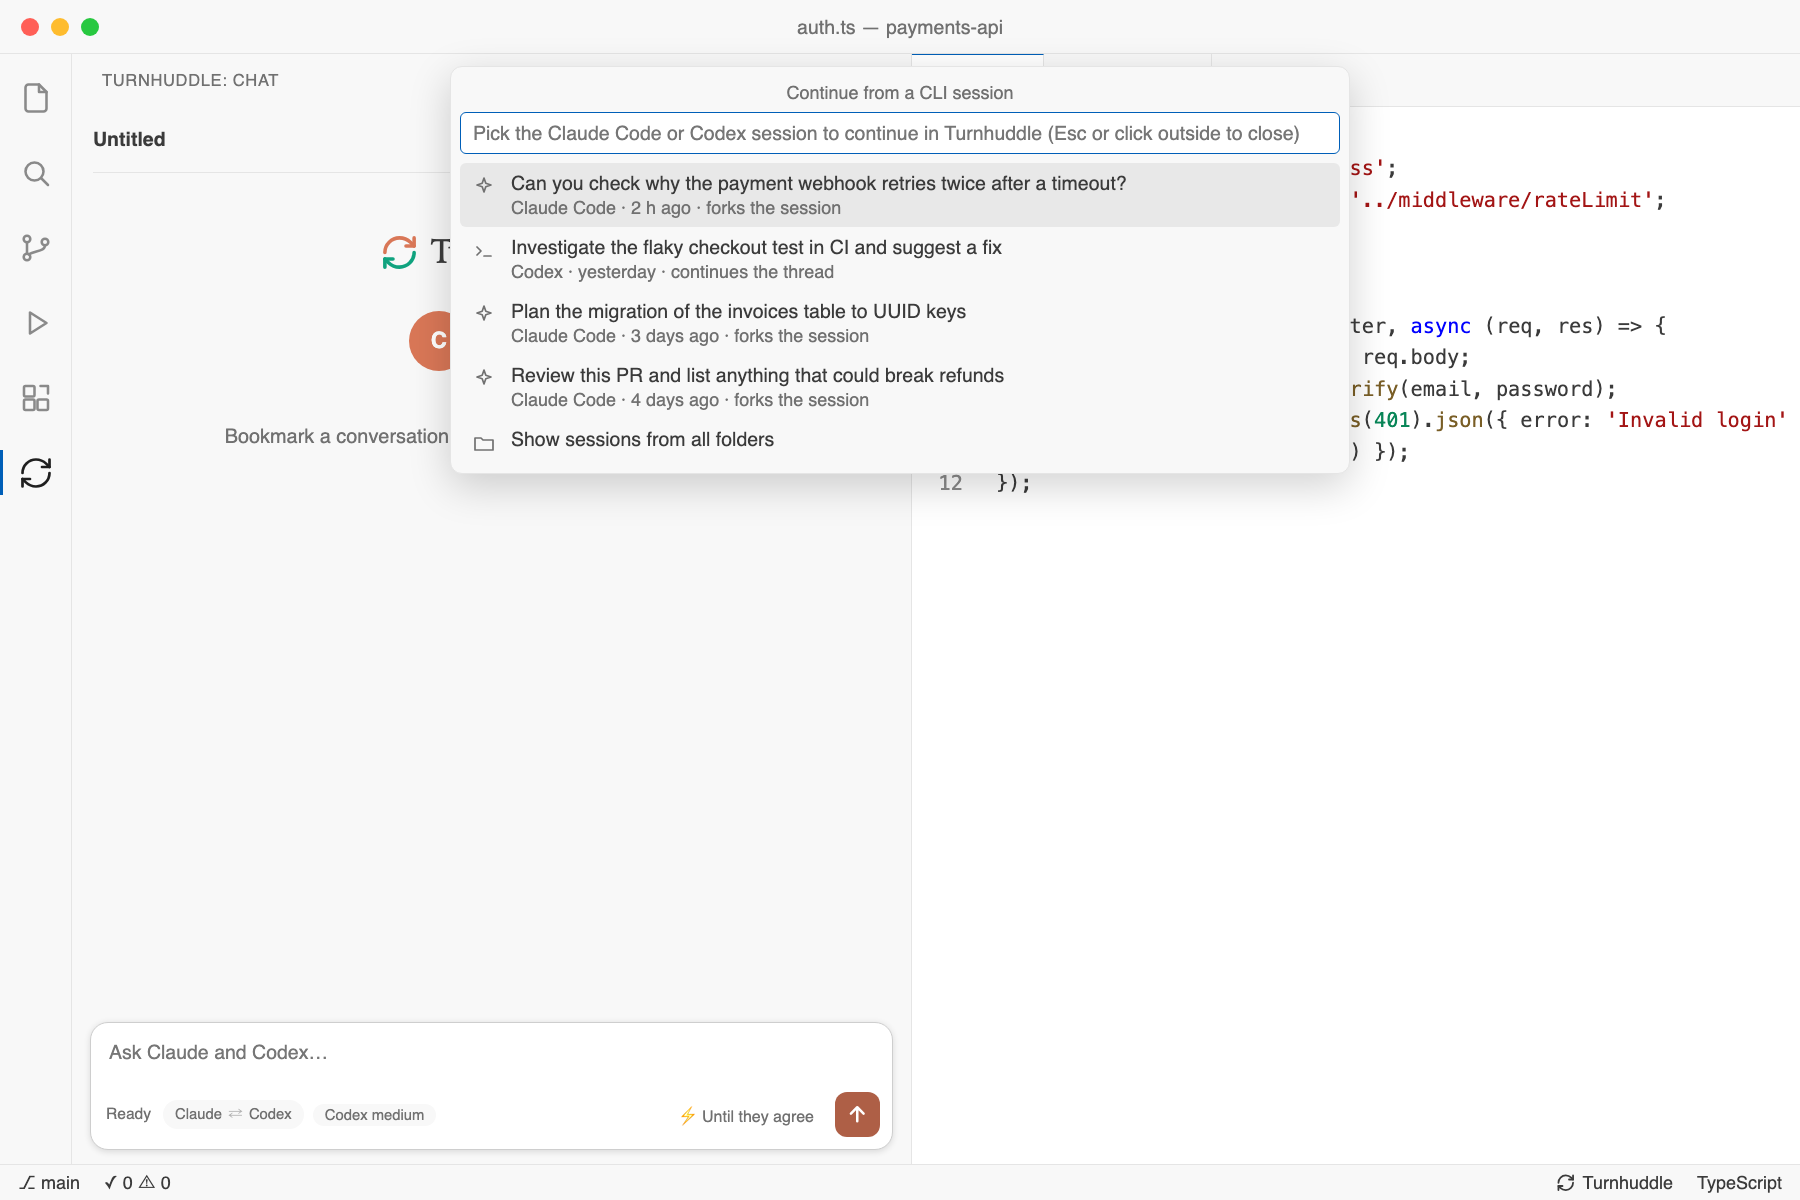 auth.ts — payments-api
TURNHUDDLE: CHAT
Untitled
C
Bookmark a conversation
Continue from a CLI session
Pick the Claude Code or Codex session to continue in Turnhuddle (Esc or click outside to close)
Can you check why the payment webhook retries twice after a timeout?
Claude Code · 2 h ago · forks the session
Investigate the flaky checkout test in CI and suggest a fix
Codex · yesterday · continues the thread
Plan the migration of the invoices table to UUID keys
Claude Code · 3 days ago · forks the session
Review this PR and list anything that could break refunds
Claude Code · 4 days ago · forks the session
Show sessions from all folders
ss';
'../middleware/rateLimit';
ter, async (req, res) => {
req.body;
rify(email, password);
s(401).json({ error: 'Invalid login'
) });
12 });
Ask Claude and Codex…
Ready Claude ⇄ Codex Codex medium
⚡ Until they agree
main ✓ 0 ⚠ 0
Turnhuddle TypeScript